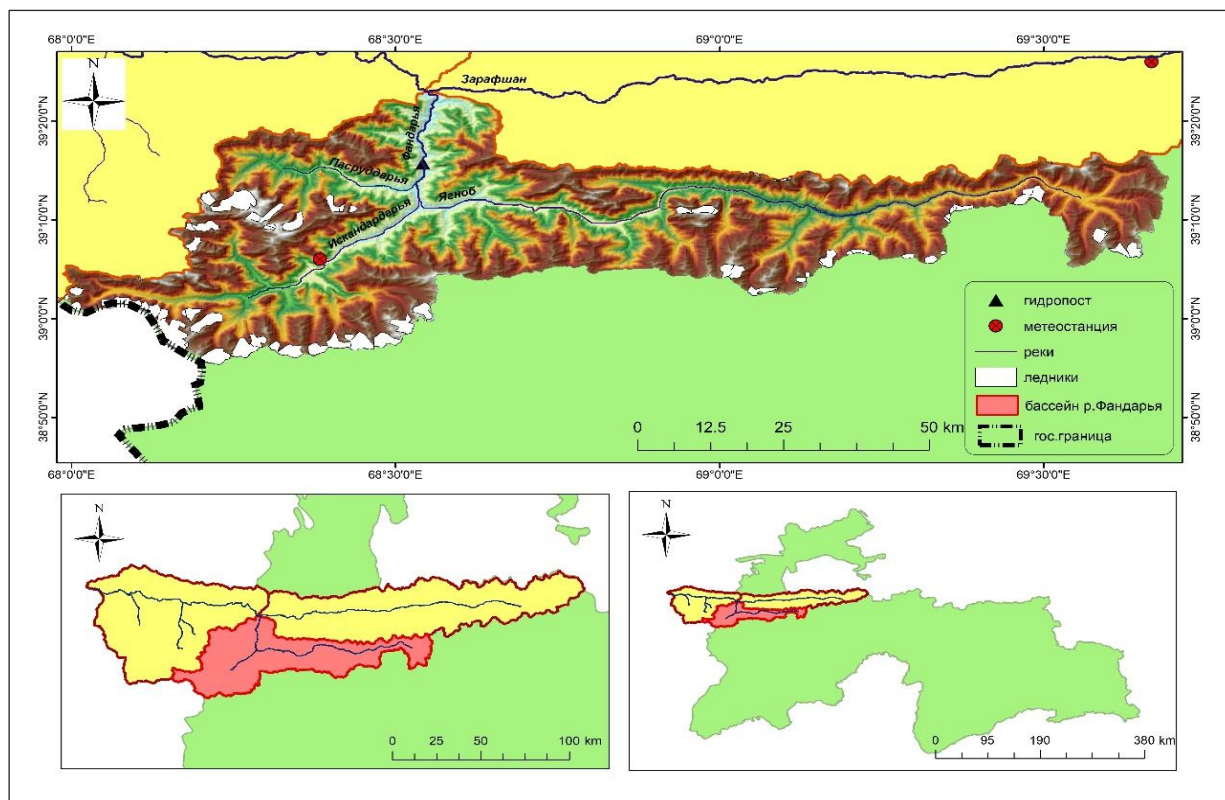 68°0'0"E
68°30'0"E
69°0'0"E
69°30'0"E
N
39°20'0"N
39°10'0"N
39°0'0"N
38°50'0"N
39°20'0"N
39°10'0"N
39°0'0"N
38°50'0"N
Зарафшан
Фандарья
Пасруддарья
Ягноб
Искандардарья
гидропост
метеостанция
реки
ледники
бассейн р.Фандарья
гос.граница
0 12.5 25 50 km
68°0'0"E
68°30'0"E
69°0'0"E
69°30'0"E
N
0 25 50 100 km
N
0 95 190 380 km